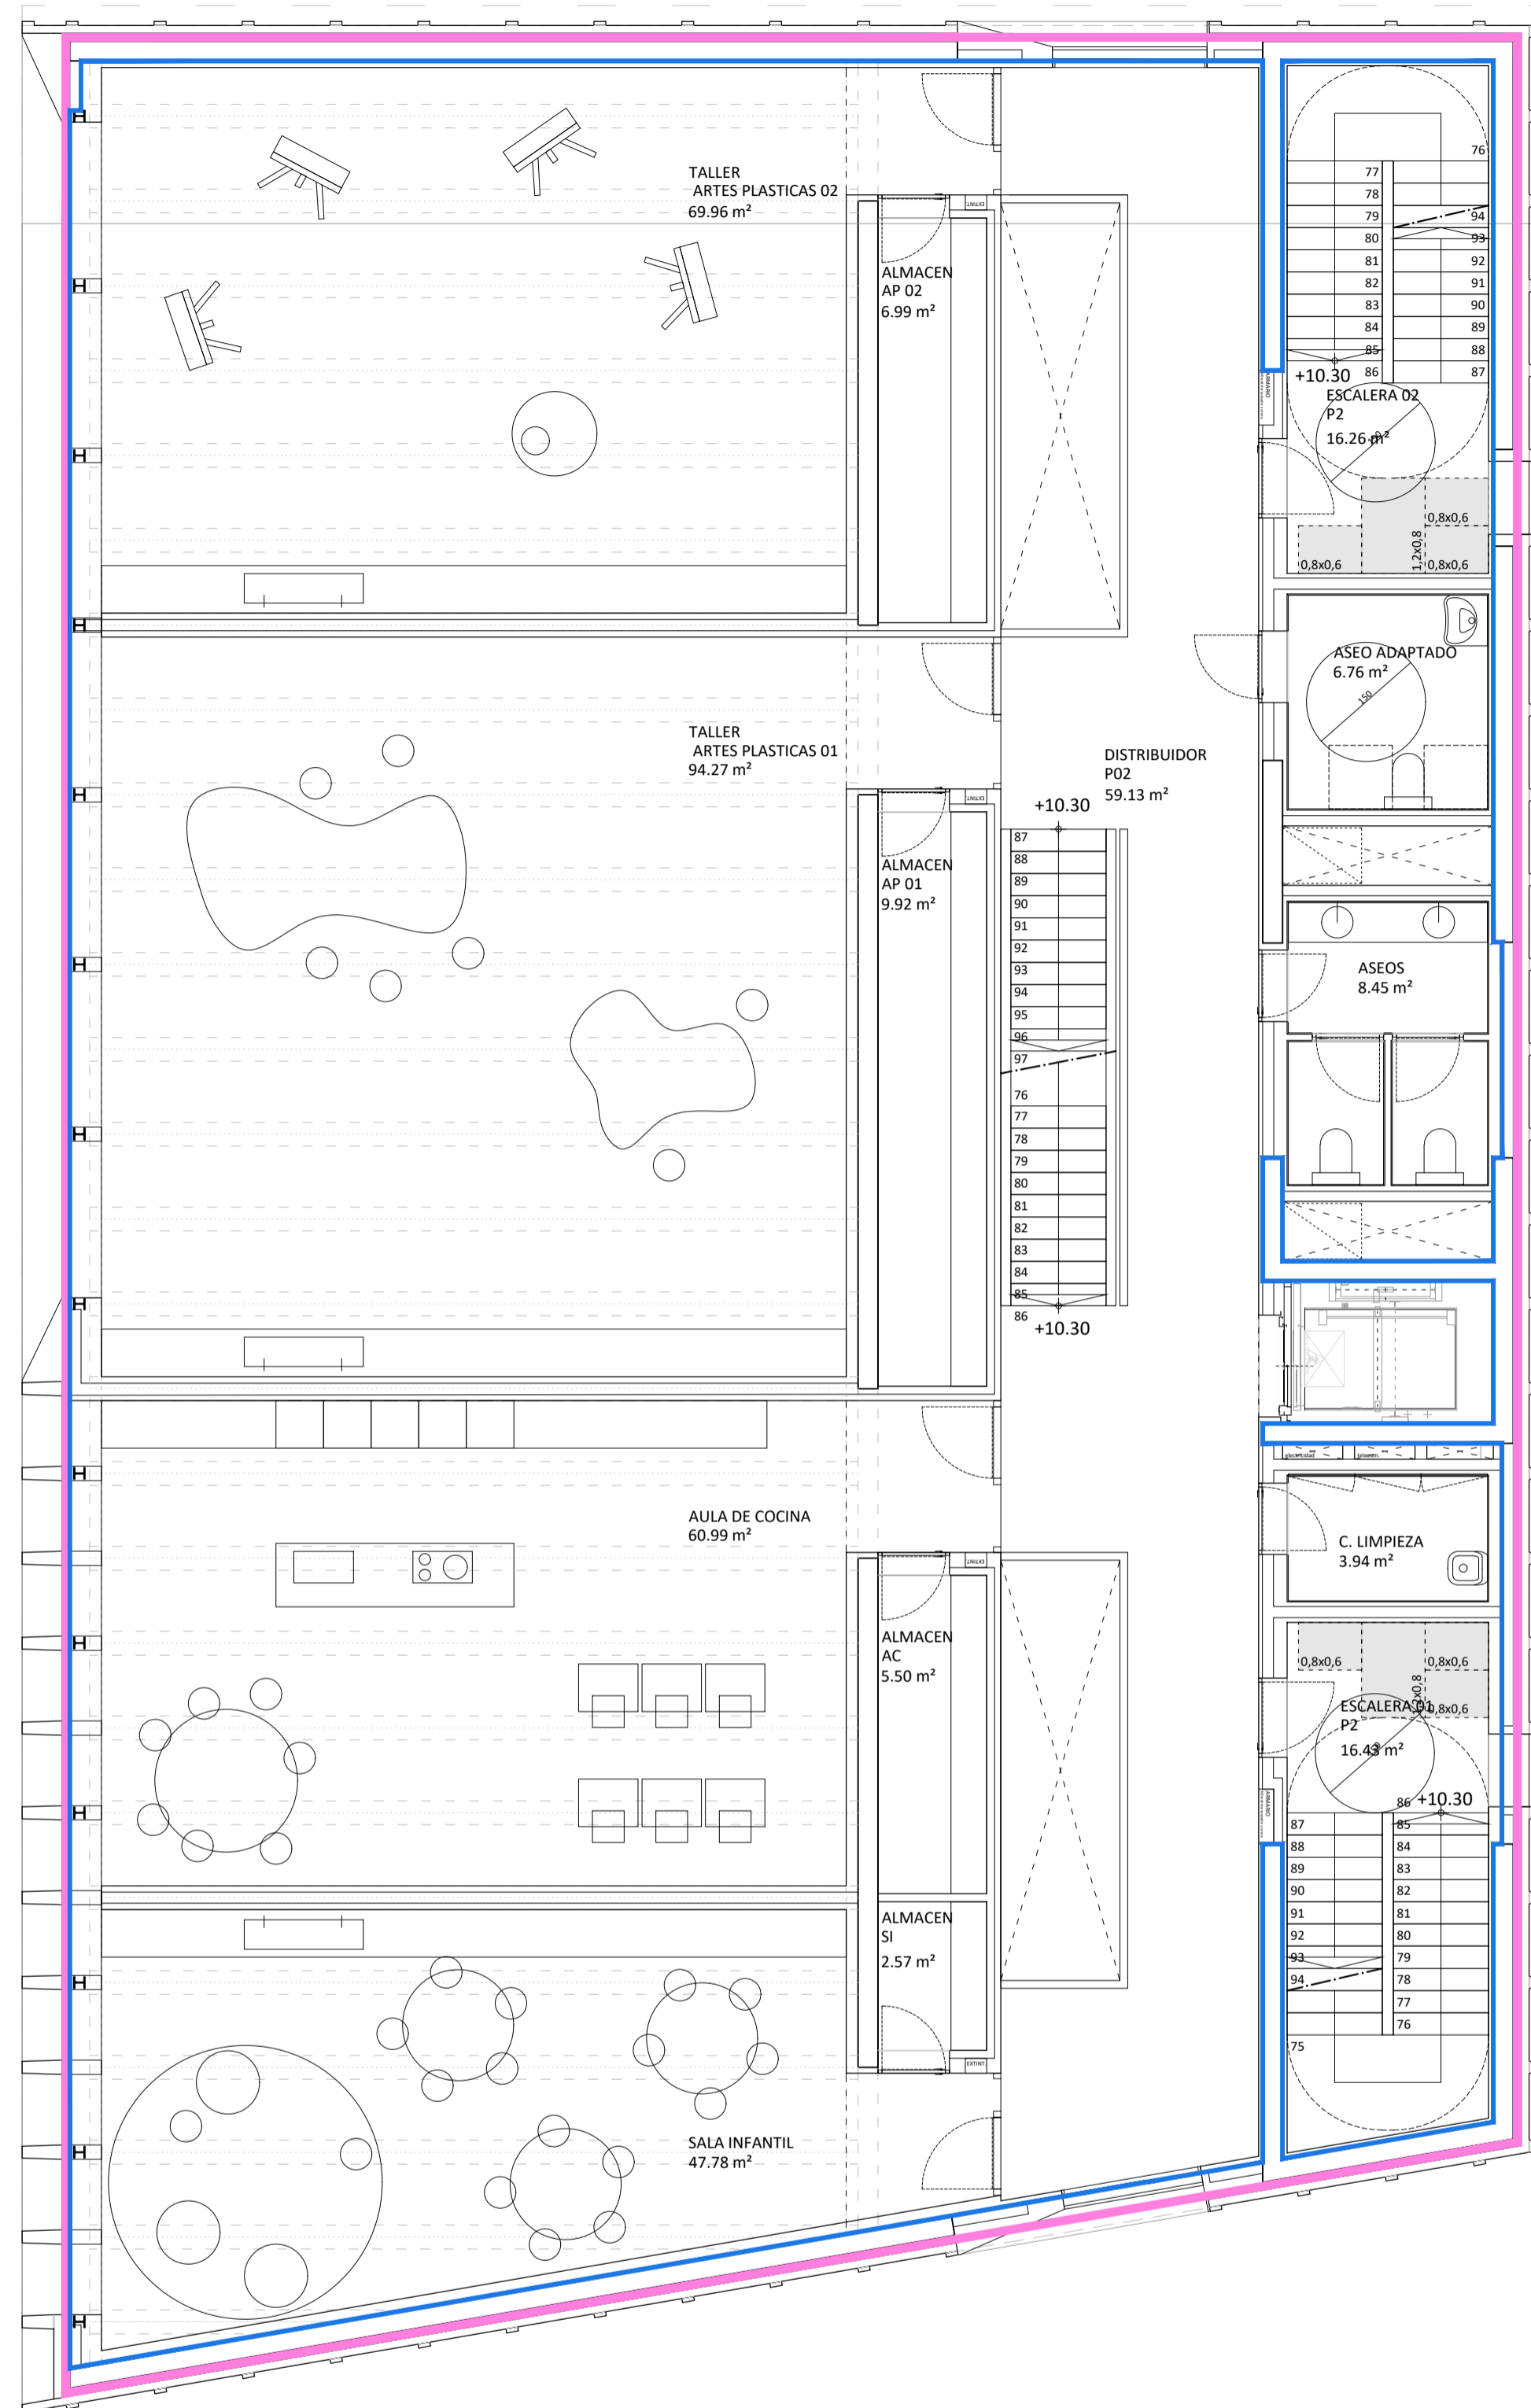 TALLER
ARTES PLASTICAS 02
69.96 m²
EXTINT.
ALMACEN
AP 02
6.99 m²
76
77
78
79
80
81
82
83
84
85
86
94
93
92
91
90
89
88
87
+10.30
ARMARIO
ESCALERA 02
P2
16.26 m²
0,8x0,6
1,2x0,8
0,8x0,6
0,8x0,6
ASEO ADAPTADO
6.76 m²
150
TALLER
ARTES PLASTICAS 01
94.27 m²
EXTINT.
ALMACEN
AP 01
9.92 m²
DISTRIBUIDOR
P02
59.13 m²
+10.30
87
88
89
90
91
92
93
94
95
96
97
76
77
78
79
80
81
82
83
84
85
86
+10.30
ASEOS
8.45 m²
electricidad
telecom.
AULA DE COCINA
60.99 m²
EXTINT.
ALMACEN
AC
5.50 m²
C. LIMPIEZA
3.94 m²
0,8x0,6
1,2x0,8
0,8x0,6
0,8x0,6
ESCALERA 01
P2
16.43 m²
ARMARIO
86
+10.30
87
88
89
90
91
92
93
94
85
84
83
82
81
80
79
78
77
76
75
ALMACEN
SI
2.57 m²
EXTINT.
SALA INFANTIL
47.78 m²